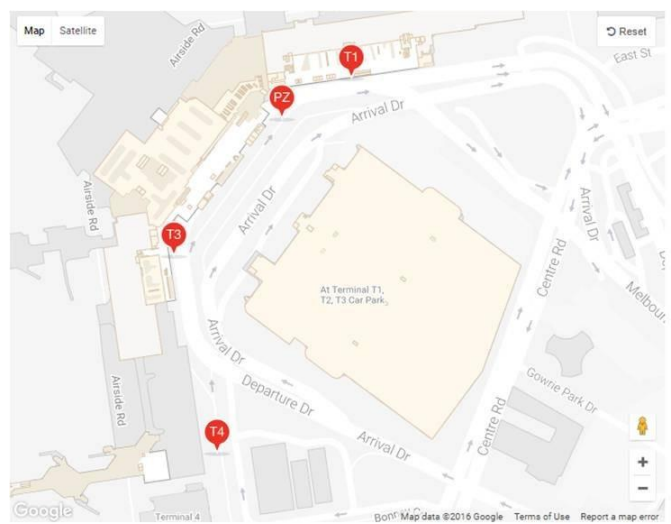 Map
Satellite
Reset
Airside Rd
T1
East St
PZ
Arrival Dr
Airside Rd
Arrival Dr
T3
Arrival Dr
Centre Rd
At Terminal T1,
T2, T3 Car Park
Arrival Dr
Gowrie Park Dr
Airside Rd
Departure Dr
T4
Arrival Dr
Centre Rd
Google
Terminal 4
Map data ©2016 Google
Terms of Use
Report a map error